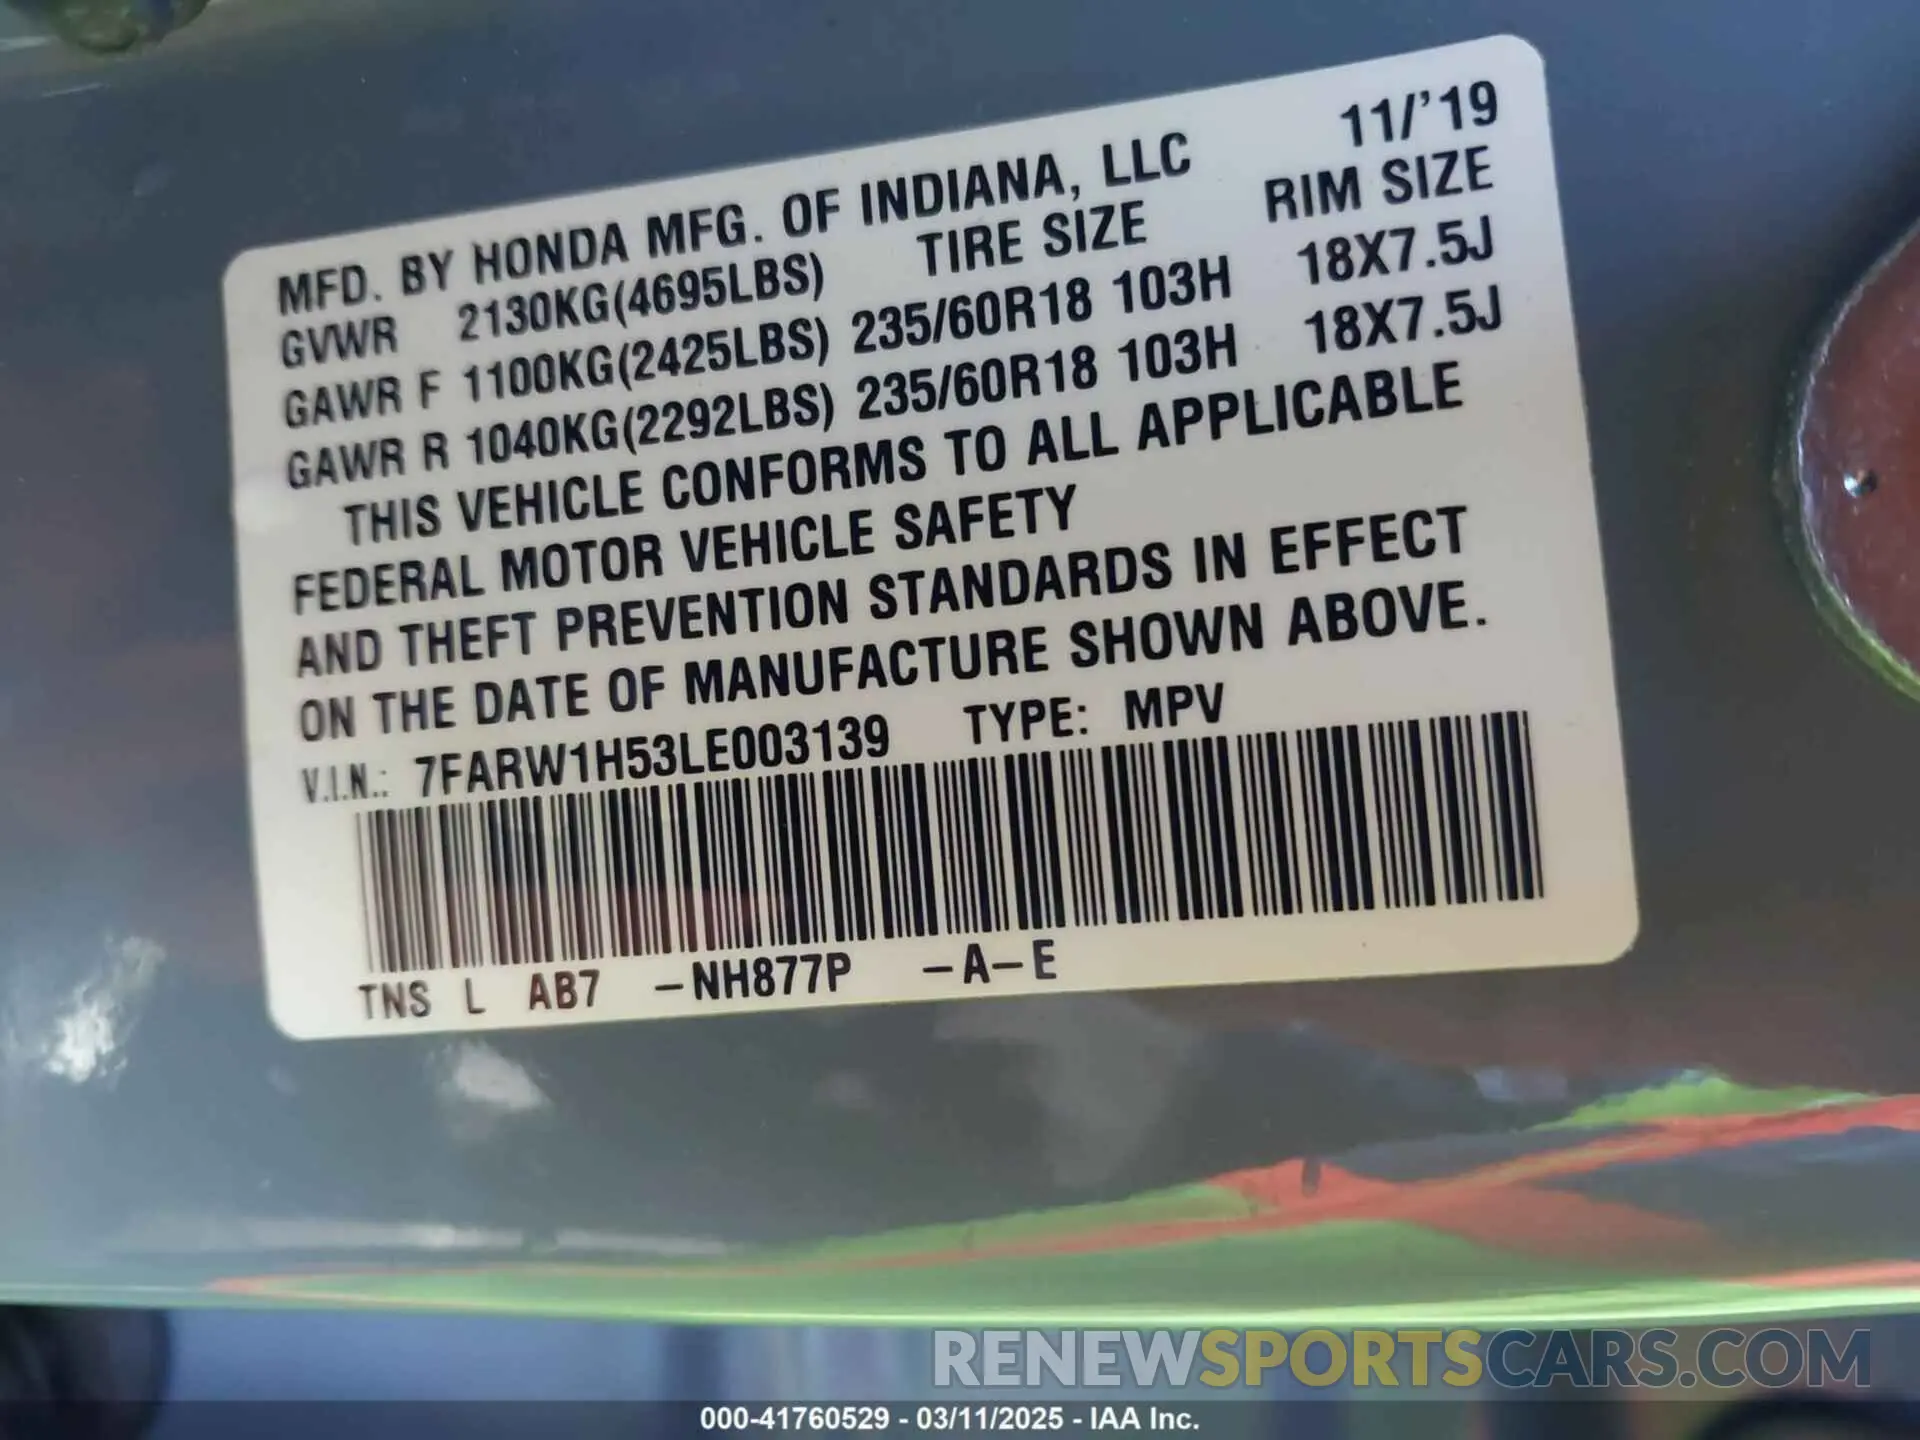 11/'19
MFD. BY HONDA MFG. OF INDIANA, LLC
GVWR 2130KG(4695LBS) TIRE SIZE RIM SIZE
GAWR F 1100KG(2425LBS) 235/60R18 103H 18X7.5J
GAWR R 1040KG(2292LBS) 235/60R18 103H 18X7.5J
THIS VEHICLE CONFORMS TO ALL APPLICABLE
FEDERAL MOTOR VEHICLE SAFETY
AND THEFT PREVENTION STANDARDS IN EFFECT
ON THE DATE OF MANUFACTURE SHOWN ABOVE.
V.I.N.: 7FARW1H53LE003139 TYPE: MPV
TNS L AB7 –NH877P –A–E
RENEWSPORTSCARS.COM
000-41760529 - 03/11/2025 - IAA Inc.